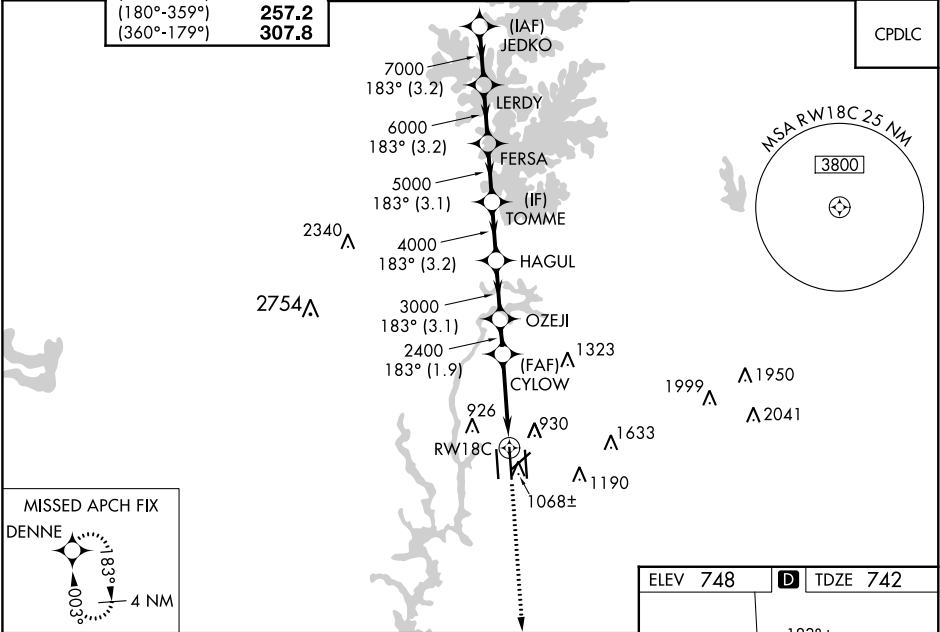 (180°-359°) 257.2
(360°-179°) 307.8
CPDLC
(IAF)
JEDKO
7000
183° (3.2)
LERDY
6000
183° (3.2)
FERSA
5000
183° (3.1)
(IF)
TOMME
4000
183° (3.2)
HAGUL
3000
183° (3.1)
OZEJI
2400
183° (1.9)
(FAF)
CYLOW
MSA RW18C 25 NM
3800
2340
2754
1323
1999
1950
2041
926
930
1633
RW18C
1190
1068±
MISSED APCH FIX
DENNE
183°
003°
4 NM
ELEV 748 D TDZE 742